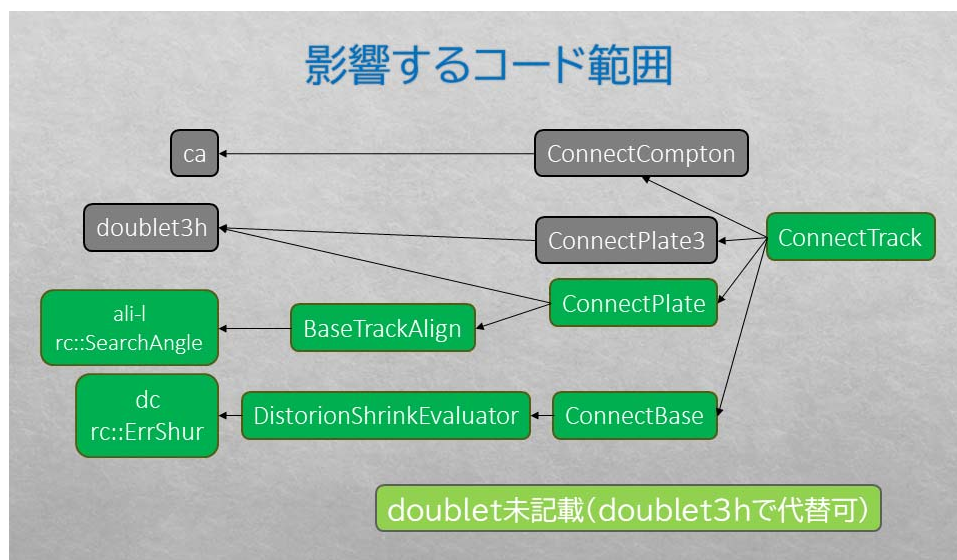 影響するコード範囲
ca
ConnectCompton
doublet3h
ConnectPlate3
ConnectTrack
ConnectPlate
ali-l
rc::SearchAngle
BaseTrackAlign
dc
rc::ErrShur
DistorionShrinkEvaluator
ConnectBase
doublet未記載(doublet3hで代替可)